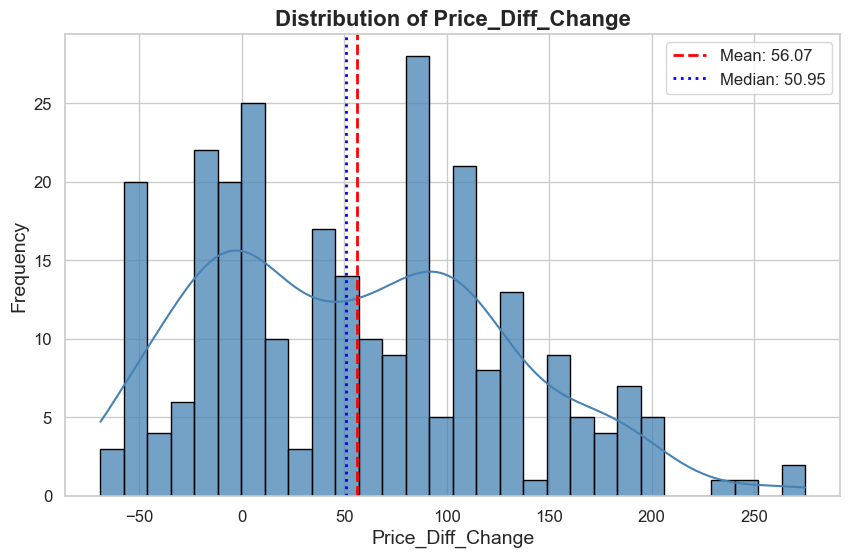 Distribution of Price_Diff_Change
Mean: 56.07
Median: 50.95
Frequency
25
20
15
10
5
0
−50
0
50
100
150
200
250
Price_Diff_Change